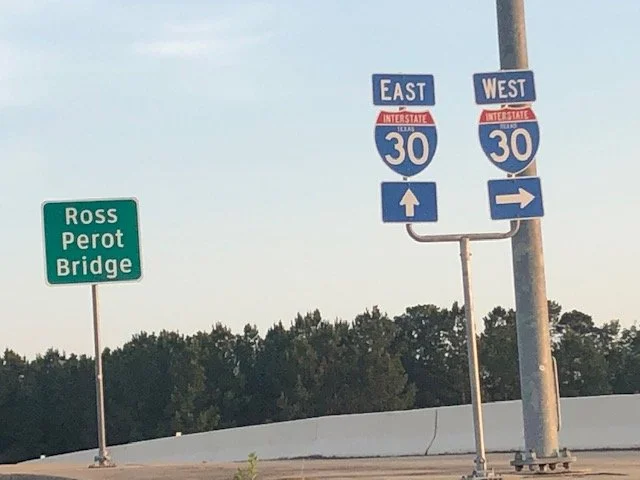 Ross
Perot
Bridge
EAST
INTERSTATE
TEXAS
30
WEST
INTERSTATE
TEXAS
30